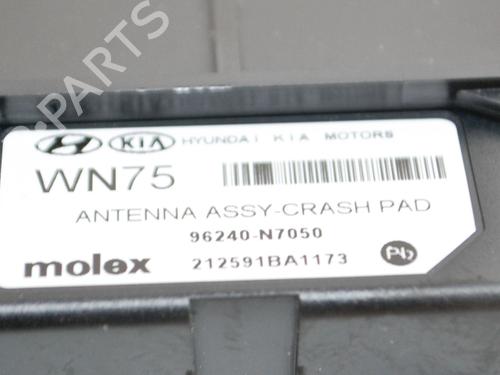 B-PARTS
KIA HYUNDAI KIA MOTORS
WN75
ANTENNA ASSY-CRASH PAD
96240-N7050
molex 212591BA1173 Pb